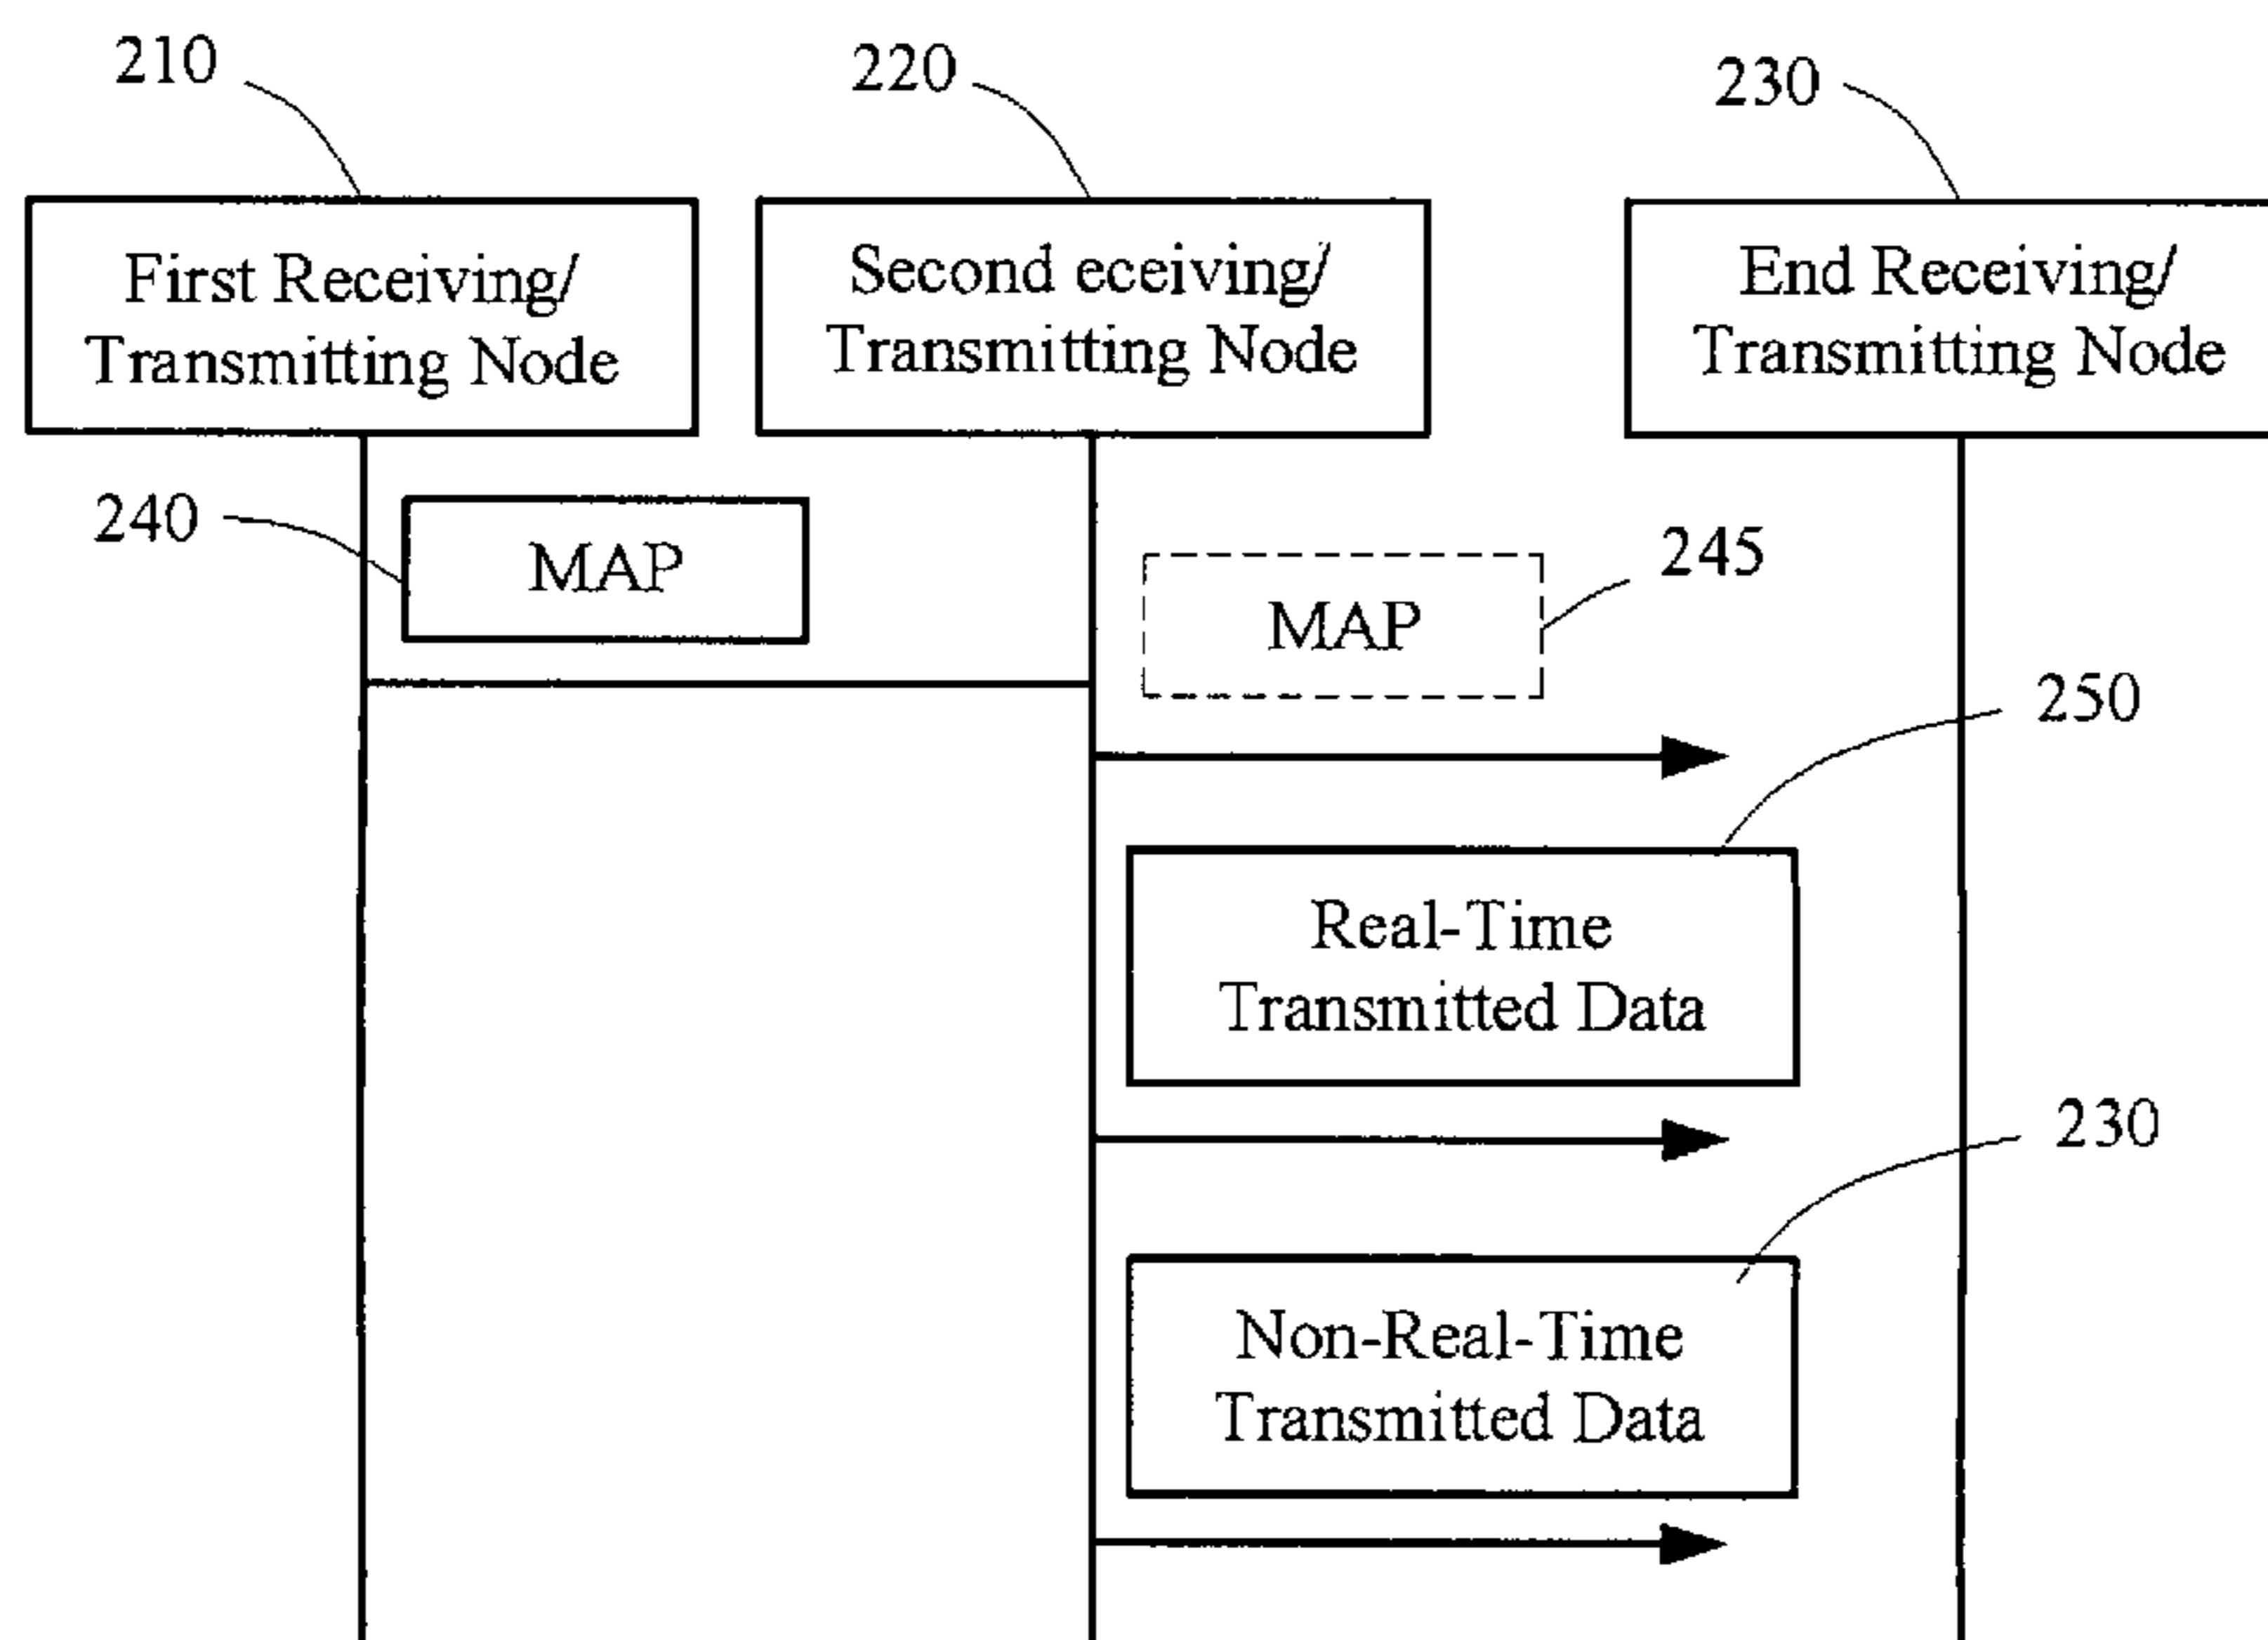 210
220
230
First Receiving/
Transmitting Node
Second eceiving/
Transmitting Node
End Receiving/
Transmitting Node
240
MAP
MAP
245
250
Real-Time
Transmitted Data
230
Non-Real-Time
Transmitted Data